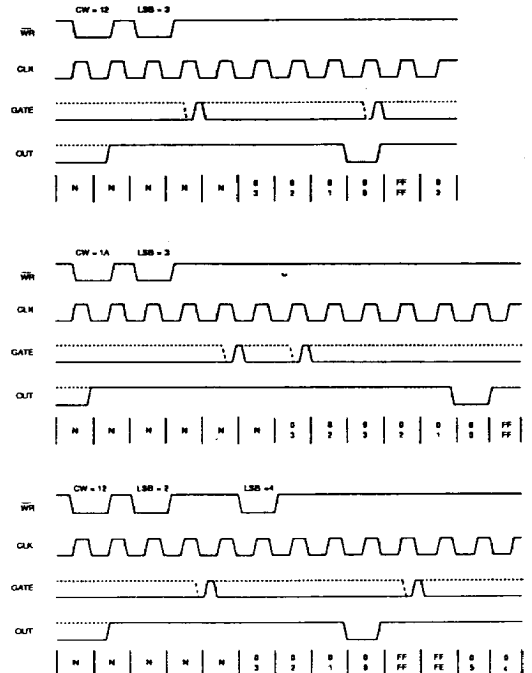 CW = 12 LSB = 3
WR
CLK
GATE
OUT
N N N N N 0 0 0 0 FF 0
3 2 1 0 FF 3
CW = 1A LSB = 3
WR
CLK
GATE
OUT
N N N N N 0 0 0 0 0 0 FF
3 2 3 2 1 0 FF
CW = 12 LSB = 2 LSB =4
WR
CLK
GATE
OUT
N N N N N 0 0 0 0 FF FF 0 0
3 2 1 0 FF FE 5 4